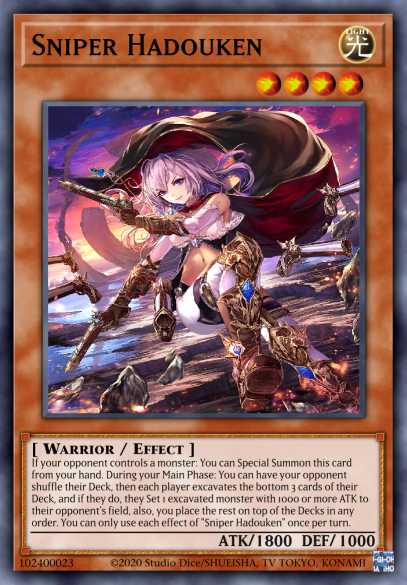 Sniper Hadouken
LIGHT
光
[ Warrior / Effect ]
If your opponent controls a monster: You can Special Summon this card
from your hand. During your Main Phase: You can have your opponent
shuffle their Deck, then each player excavates the bottom 3 cards of their
Deck, and if they do, they Set 1 excavated monster with 1000 or more ATK to
their opponent's field, also, you place the rest on top of the Decks in any
order. You can only use each effect of "Sniper Hadouken" once per turn.
ATK/1800 DEF/1000
102400023 ©2020 Studio Dice/SHUEISHA, TV TOKYO, KONAMI